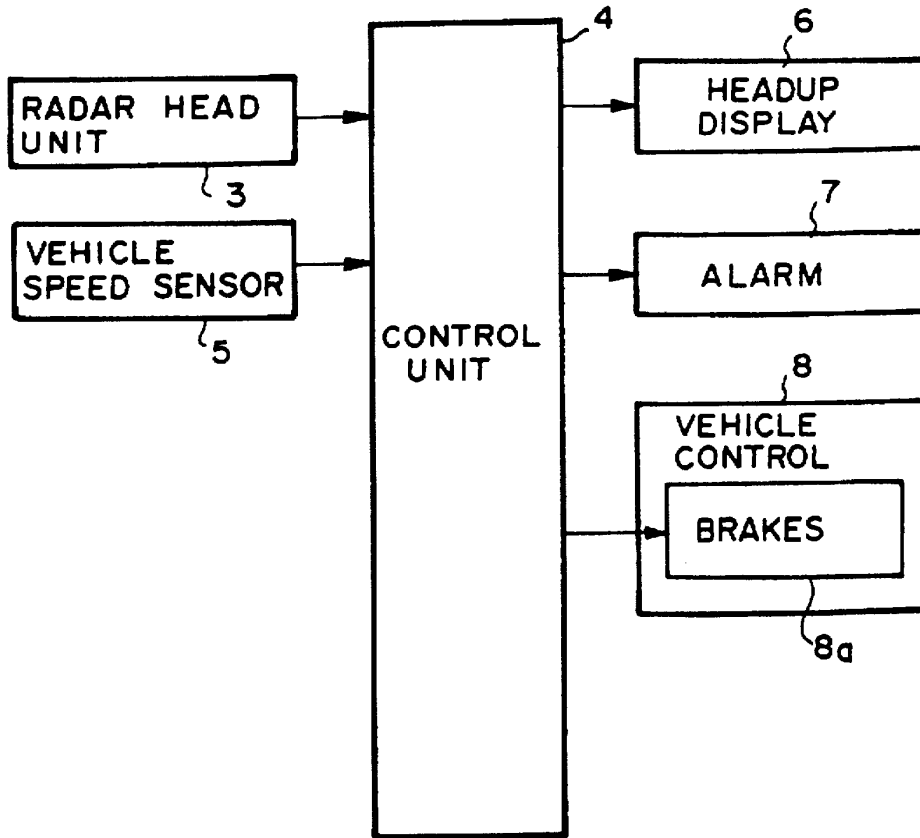 4
6
RADAR HEAD
UNIT
3
HEADUP
DISPLAY
VEHICLE
SPEED SENSOR
5
7
ALARM
CONTROL
UNIT
8
VEHICLE
CONTROL
BRAKES
8a